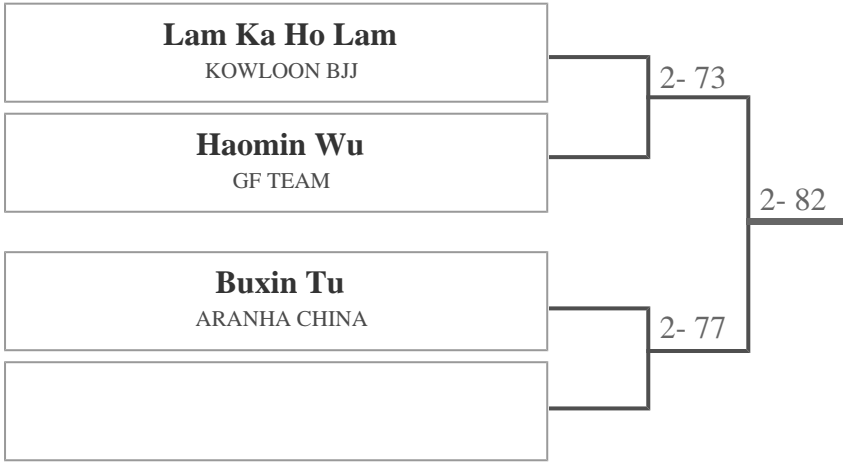 Lam Ka Ho Lam
KOWLOON BJJ
2- 73
Haomin Wu
GF TEAM
2- 82
Buxin Tu
ARANHA CHINA
2- 77